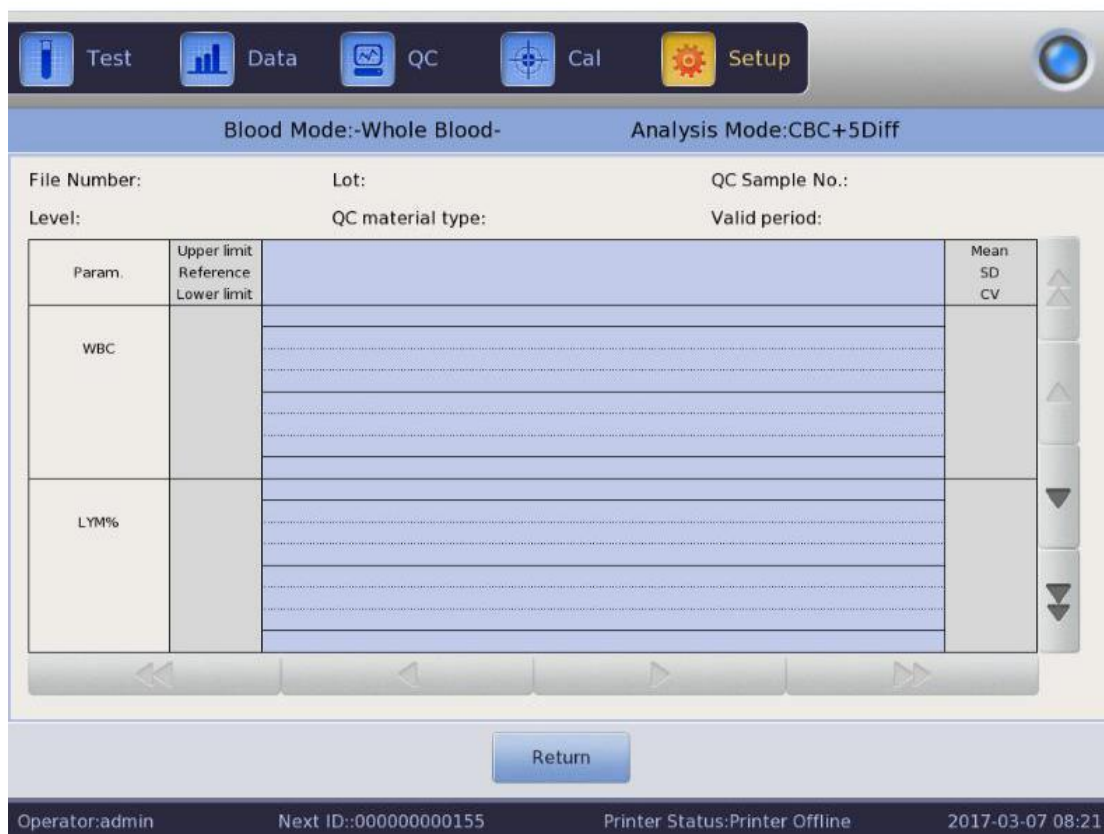 Test Data QC Cal Setup
Blood Mode:-Whole Blood- Analysis Mode:CBC+5Diff
File Number: Lot: QC Sample No.:
Level: QC material type: Valid period:
Upper limit Mean
Param. Reference SD
Lower limit CV
WBC
LYM%
Return
Operator:admin Next ID::000000000155 Printer Status:Printer Offline 2017-03-07 08:21